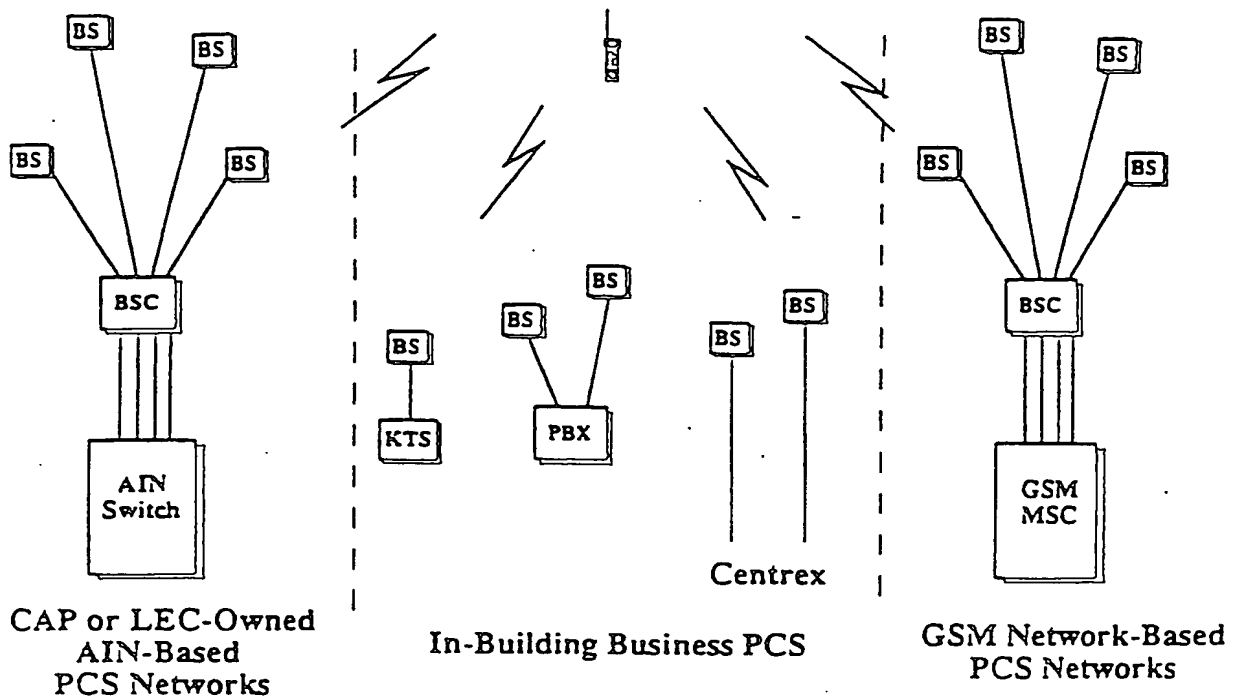 BS
BS
BS
BS
BSC
AIN
Switch
CAP or LEC-Owned
AIN-Based
PCS Networks
BS
KTS
BS
BS
PBX
BS
BS
Centrex
In-Building Business PCS
BS
BS
BS
BS
BSC
GSM
MSC
GSM Network-Based
PCS Networks